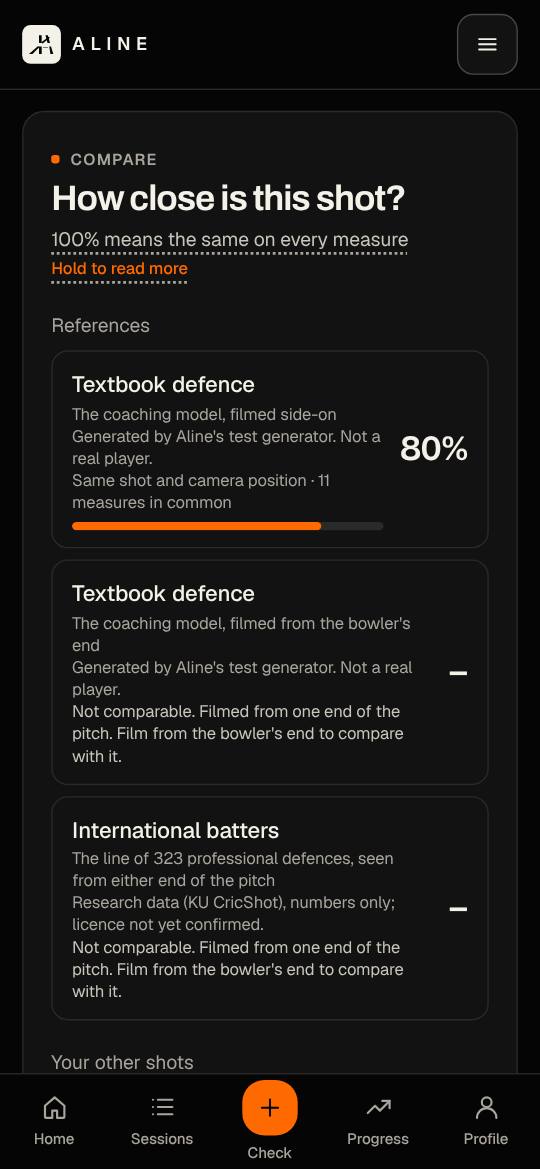 ALINE
COMPARE
How close is this shot?
100% means the same on every measure
Hold to read more
References
Textbook defence
The coaching model, filmed side-on
Generated by Aline's test generator. Not a
real player.
80%
Same shot and camera position · 11
measures in common
Textbook defence
The coaching model, filmed from the bowler's
end
Generated by Aline's test generator. Not a real
player.
–
Not comparable. Filmed from one end of the
pitch. Film from the bowler's end to compare
with it.
International batters
The line of 323 professional defences, seen
from either end of the pitch
Research data (KU CricShot), numbers only;
licence not yet confirmed.
–
Not comparable. Filmed from one end of the
pitch. Film from the bowler's end to compare
with it.
Your other shots
Home
Sessions
Check
Progress
Profile